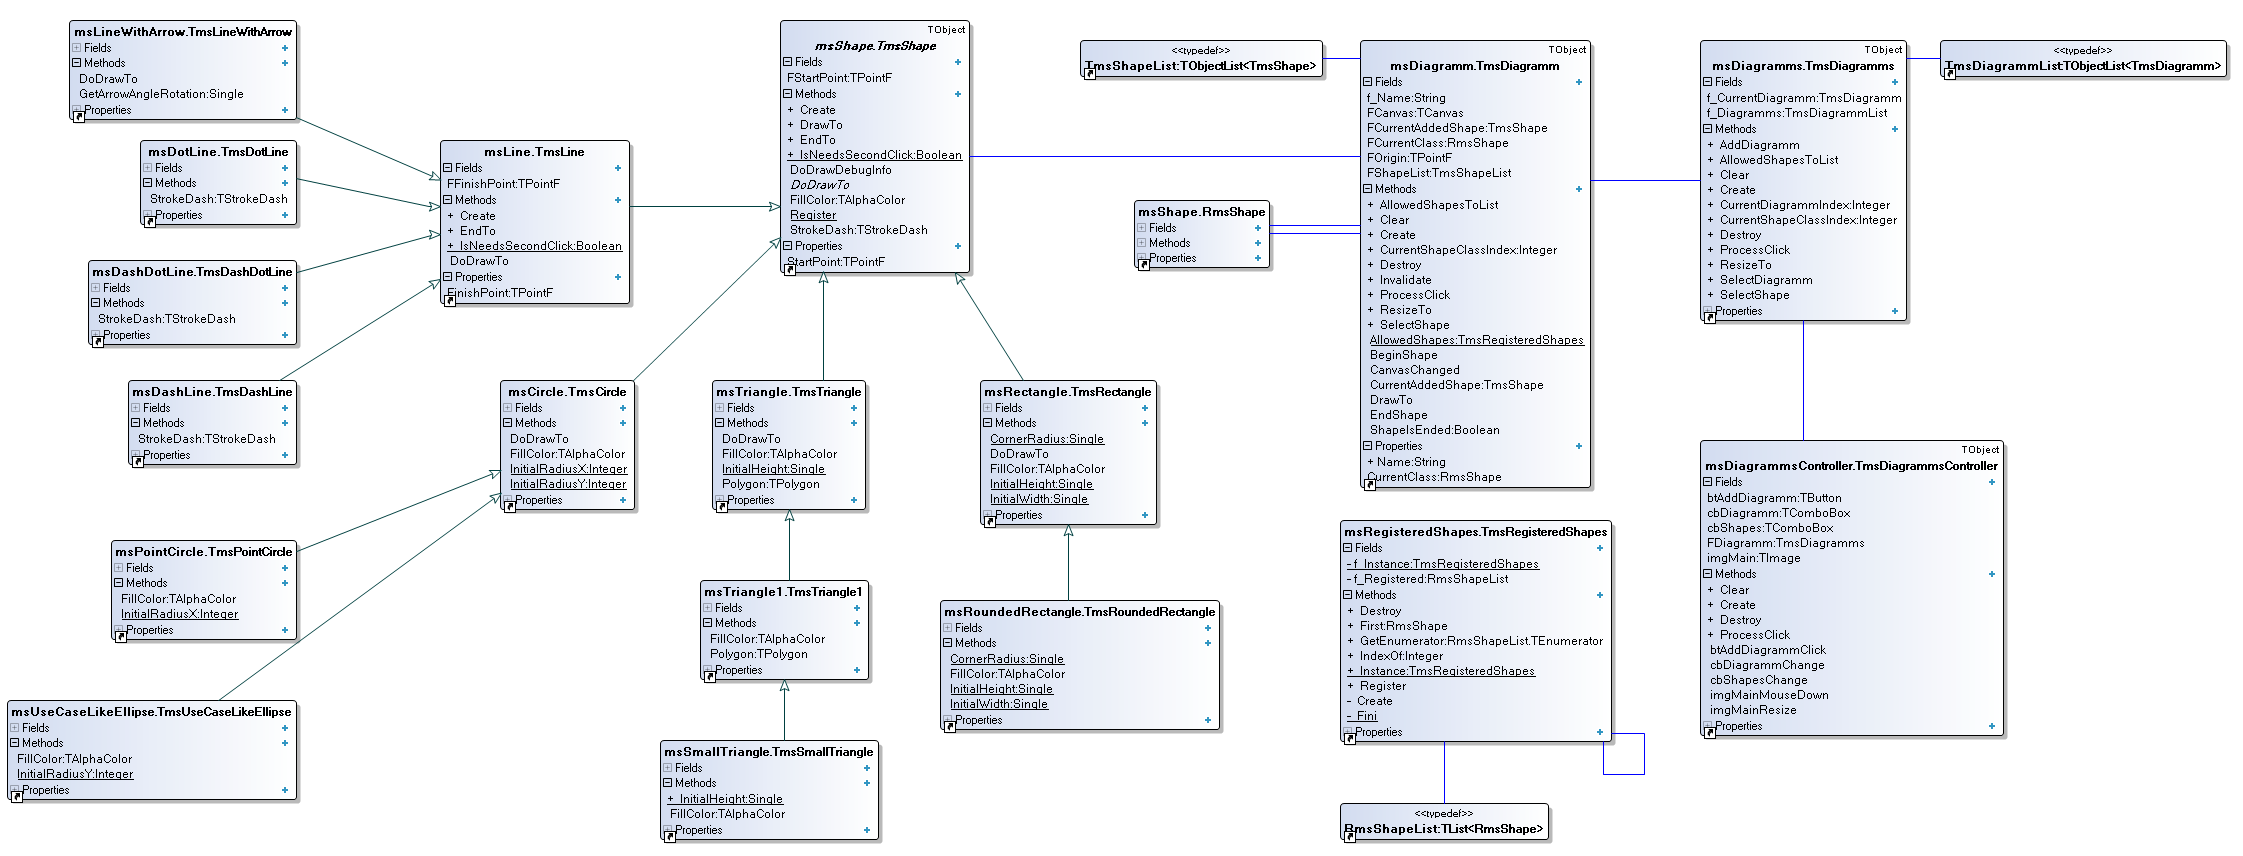 msLineWithArrow.TmsLineWithArrow
Fields
Methods
DoDrawTo
GetArrowAngleRotation:Single
Properties
msDotLine.TmsDotLine
Fields
Methods
StrokeDash:TStrokeDash
Properties
msDashDotLine.TmsDashDotLine
Fields
Methods
StrokeDash:TStrokeDash
Properties
msDashLine.TmsDashLine
Fields
Methods
StrokeDash:TStrokeDash
Properties
msPointCircle.TmsPointCircle
Fields
Methods
FillColor:TAlphaColor
InitialRadiusX:Integer
Properties
msUseCaseLikeEllipse.TmsUseCaseLikeEllipse
Fields
Methods
FillColor:TAlphaColor
InitialRadiusY:Integer
Properties
msLine.TmsLine
Fields
FFinishPoint:TPointF
Methods
+ Create
+ EndTo
+ IsNeedsSecondClick:Boolean
DoDrawTo
Properties
FinishPoint:TPointF
msCircle.TmsCircle
Fields
Methods
DoDrawTo
FillColor:TAlphaColor
InitialRadiusX:Integer
InitialRadiusY:Integer
Properties
TObject
msShape.TmsShape
Fields
FStartPoint:TPointF
Methods
+ Create
+ DrawTo
+ EndTo
+ IsNeedsSecondClick:Boolean
DoDrawDebugInfo
DoDrawTo
FillColor:TAlphaColor
Register
StrokeDash:TStrokeDash
Properties
StartPoint:TPointF
msTriangle.TmsTriangle
Fields
Methods
DoDrawTo
FillColor:TAlphaColor
InitialHeight:Single
Polygon:TPolygon
Properties
msTriangle1.TmsTriangle1
Fields
Methods
FillColor:TAlphaColor
Polygon:TPolygon
Properties
msSmallTriangle.TmsSmallTriangle
Fields
Methods
+ InitialHeight:Single
FillColor:TAlphaColor
Properties
msRectangle.TmsRectangle
Fields
Methods
CornerRadius:Single
DoDrawTo
FillColor:TAlphaColor
InitialHeight:Single
InitialWidth:Single
Properties
msRoundedRectangle.TmsRoundedRectangle
Fields
Methods
CornerRadius:Single
FillColor:TAlphaColor
InitialHeight:Single
InitialWidth:Single
Properties
<<typedef>>
TmsShapeList:TObjectList<TmsShape>
msShape.RmsShape
Fields
Methods
Properties
TObject
msDiagramm.TmsDiagramm
Fields
f_Name:String
FCanvas:TCanvas
FCurrentAddedShape:TmsShape
FCurrentClass:RmsShape
FOrigin:TPointF
FShapeList:TmsShapeList
Methods
+ AllowedShapesToList
+ Clear
+ Create
+ CurrentShapeClassIndex:Integer
+ Destroy
+ Invalidate
+ ProcessClick
+ ResizeTo
+ SelectShape
AllowedShapes:TmsRegisteredShapes
BeginShape
CanvasChanged
CurrentAddedShape:TmsShape
DrawTo
EndShape
ShapeIsEnded:Boolean
Properties
+ Name:String
CurrentClass:RmsShape
msRegisteredShapes.TmsRegisteredShapes
Fields
- f_Instance:TmsRegisteredShapes
- f_Registered:RmsShapeList
Methods
+ Destroy
+ First:RmsShape
+ GetEnumerator:RmsShapeList.TEnumerator
+ IndexOf:Integer
+ Instance:TmsRegisteredShapes
+ Register
- Create
- Fini
Properties
<<typedef>>
RmsShapeList:TList<RmsShape>
TObject
msDiagramms.TmsDiagramms
Fields
f_CurrentDiagramm:TmsDiagramm
f_Diagramms:TmsDiagrammList
Methods
+ AddDiagramm
+ AllowedShapesToList
+ Clear
+ Create
+ CurrentDiagrammIndex:Integer
+ CurrentShapeClassIndex:Integer
+ Destroy
+ ProcessClick
+ ResizeTo
+ SelectDiagramm
+ SelectShape
Properties
<<typedef>>
TmsDiagrammList:TObjectList<TmsDiagramm>
TObject
msDiagrammsController.TmsDiagrammsController
Fields
btAddDiagramm:TButton
cbDiagramm:TComboBox
cbShapes:TComboBox
FDiagramm:TmsDiagramms
imgMain:TImage
Methods
+ Clear
+ Create
+ Destroy
+ ProcessClick
btAddDiagrammClick
cbDiagrammChange
cbShapesChange
imgMainMouseDown
imgMainResize
Properties